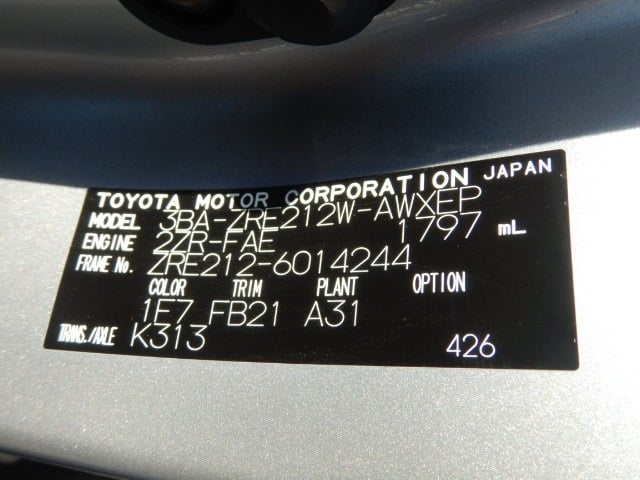 TOYOTA MOTOR CORPORATION JAPAN
MODEL 3BA-ZRE212W-AWXEP
ENGINE 2ZR-FAE 1797 mL
FRAME No. ZRE212-6014244
COLOR TRIM PLANT OPTION
1F7 FB21 A31
TRANS./AXLE K313
426